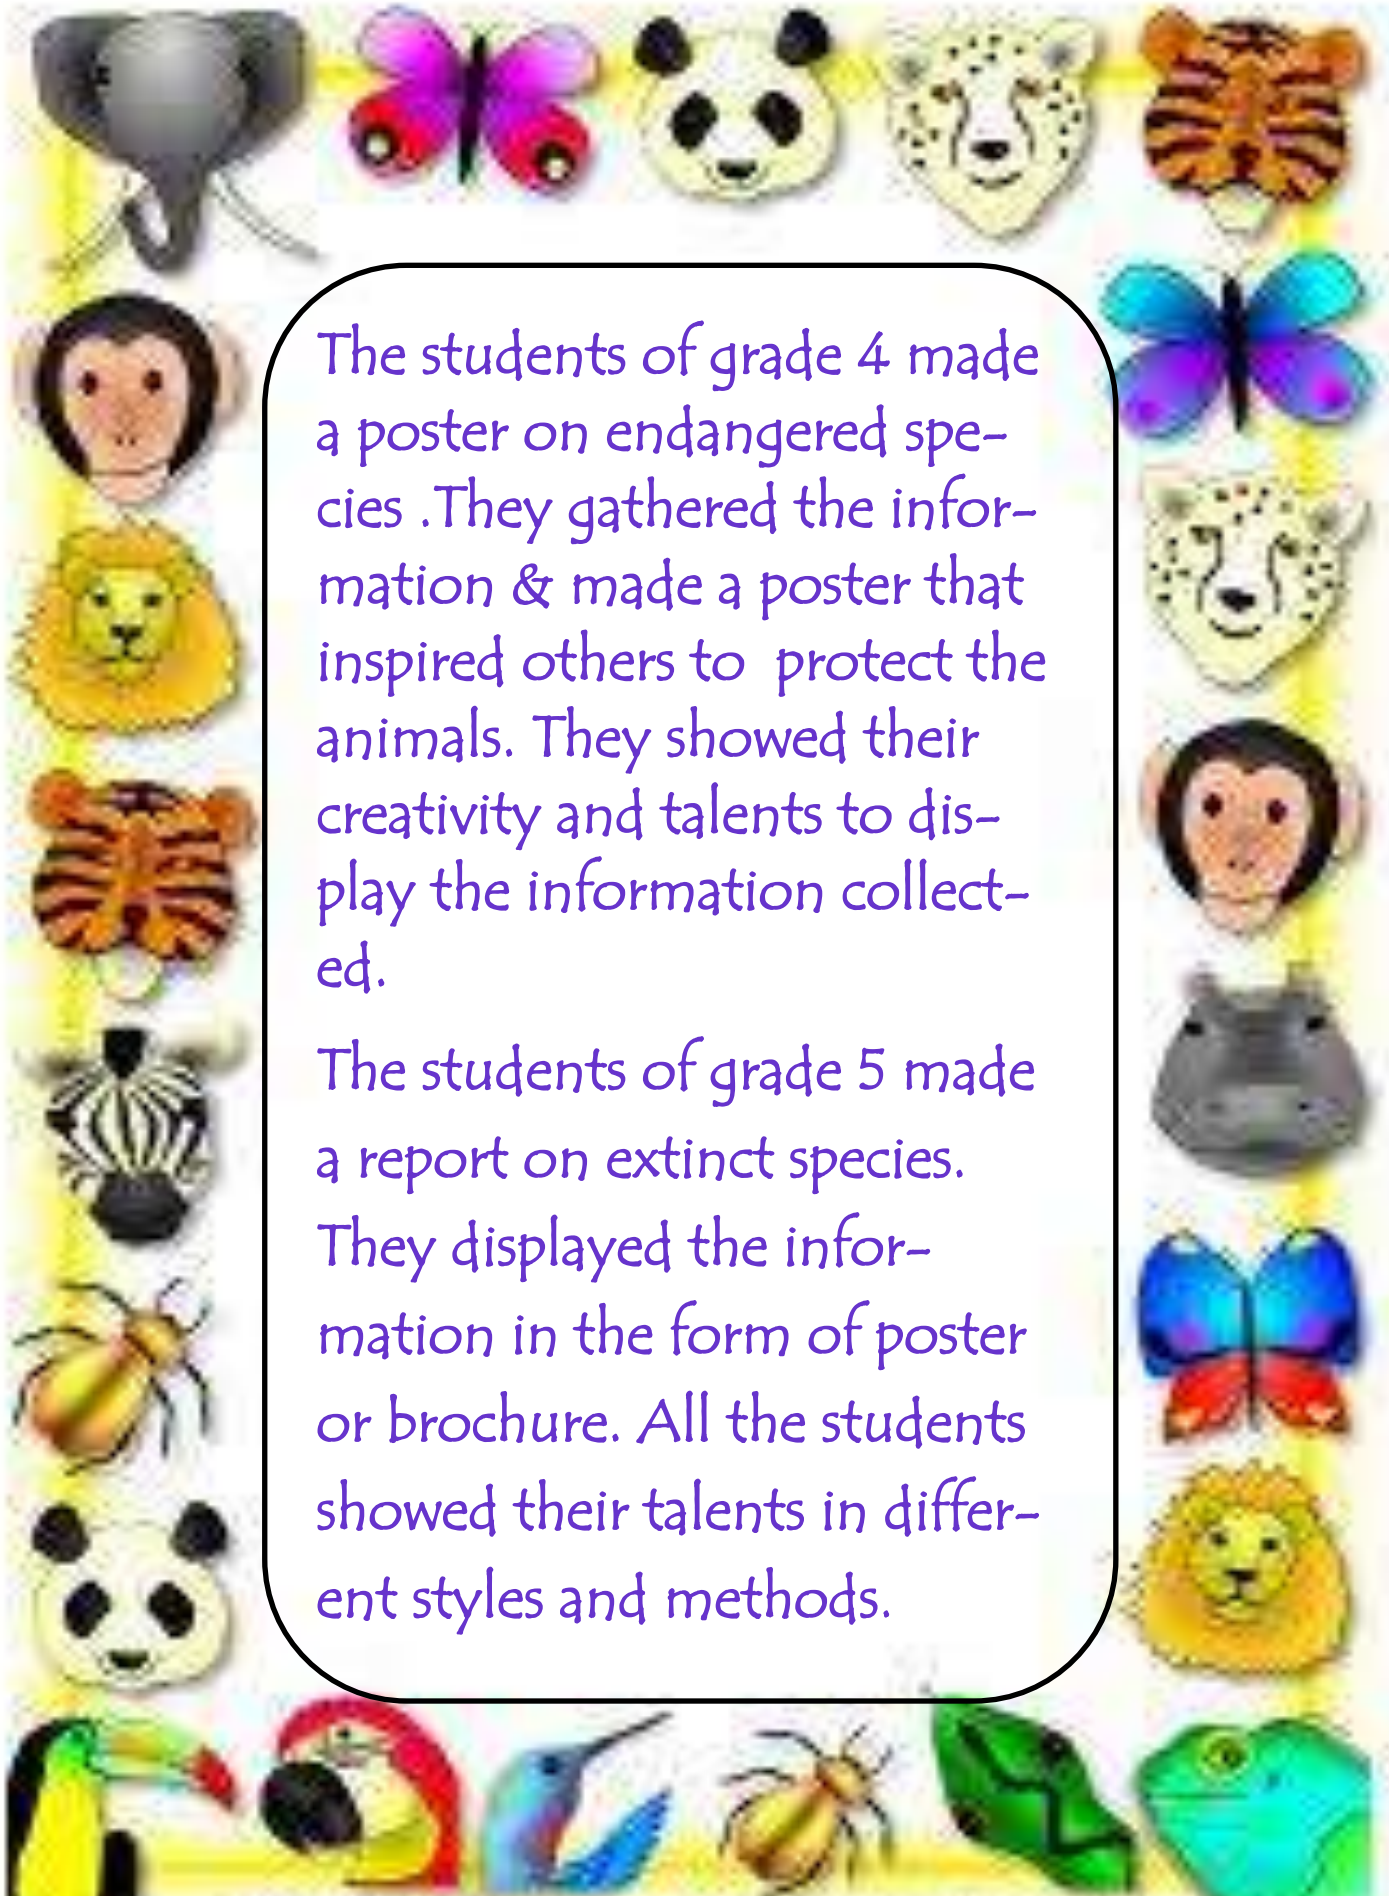 The students of grade 4 made
a poster on endangered spe-
cies .They gathered the infor-
mation & made a poster that
inspired others to  protect the
animals. They showed their
creativity and talents to dis-
play the information collect-
ed.
The students of grade 5 made
a report on extinct species.
They displayed the infor-
mation in the form of poster
or brochure. All the students
showed their talents in differ-
ent styles and methods.